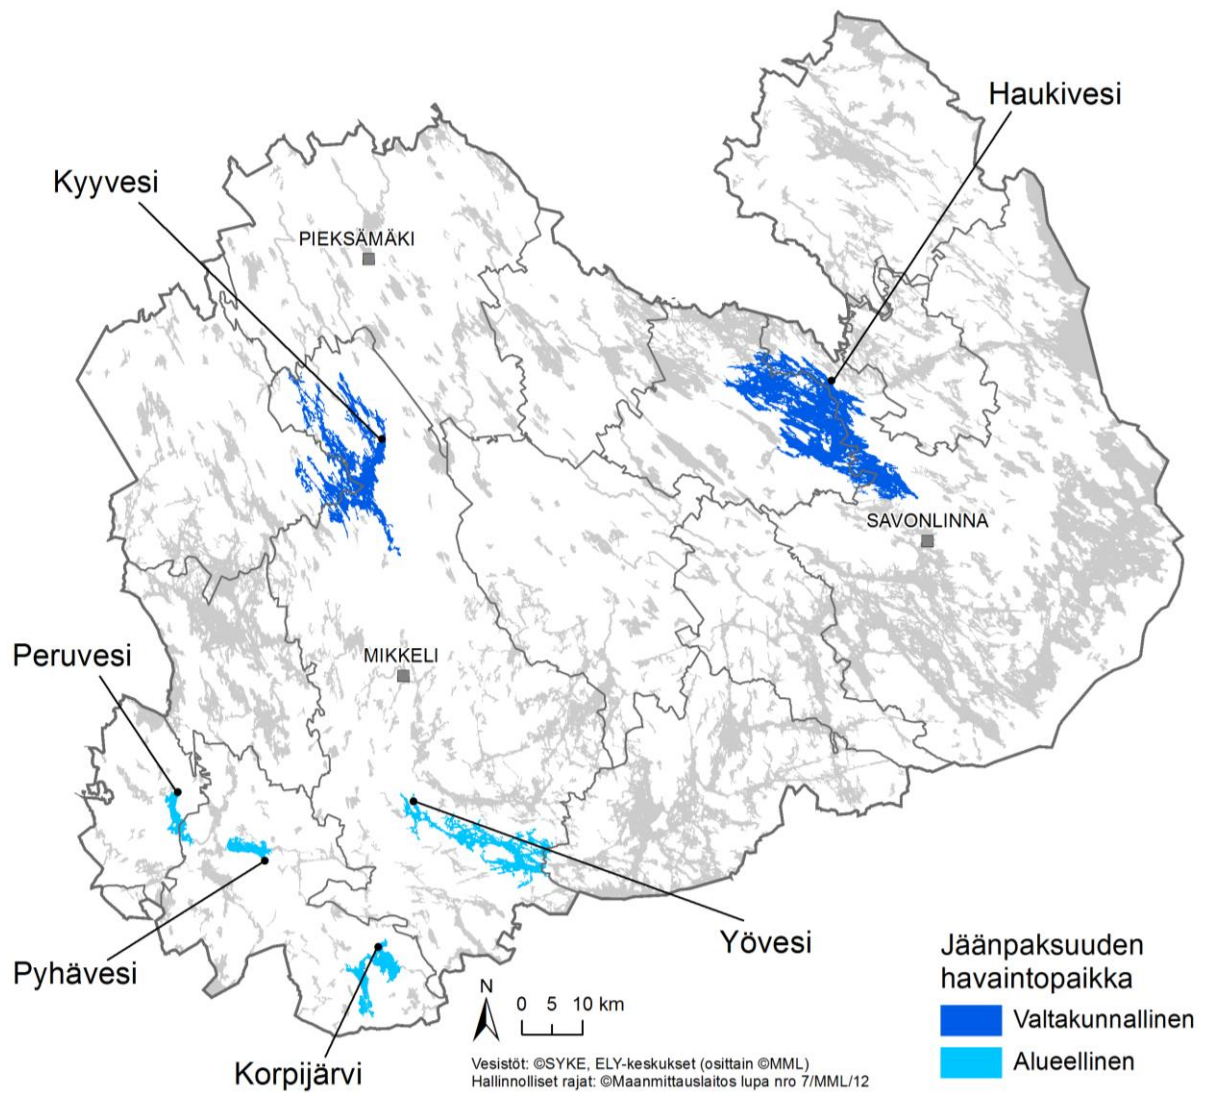 Haukivesi
Kyyvesi
PIEKSÄMÄKI
SAVONLINNA
Peruvesi
MIKKELI
Yövesi
Pyhävesi
Korpijärvi
N
0 5 10 km
Jäänpaksuuden
havaintopaikka
Valtakunnallinen
Alueellinen
Vesistöt: ©SYKE, ELY-keskukset (osittain ©MML)
Hallinnolliset rajat: ©Maanmittauslaitos lupa nro 7/MML/12